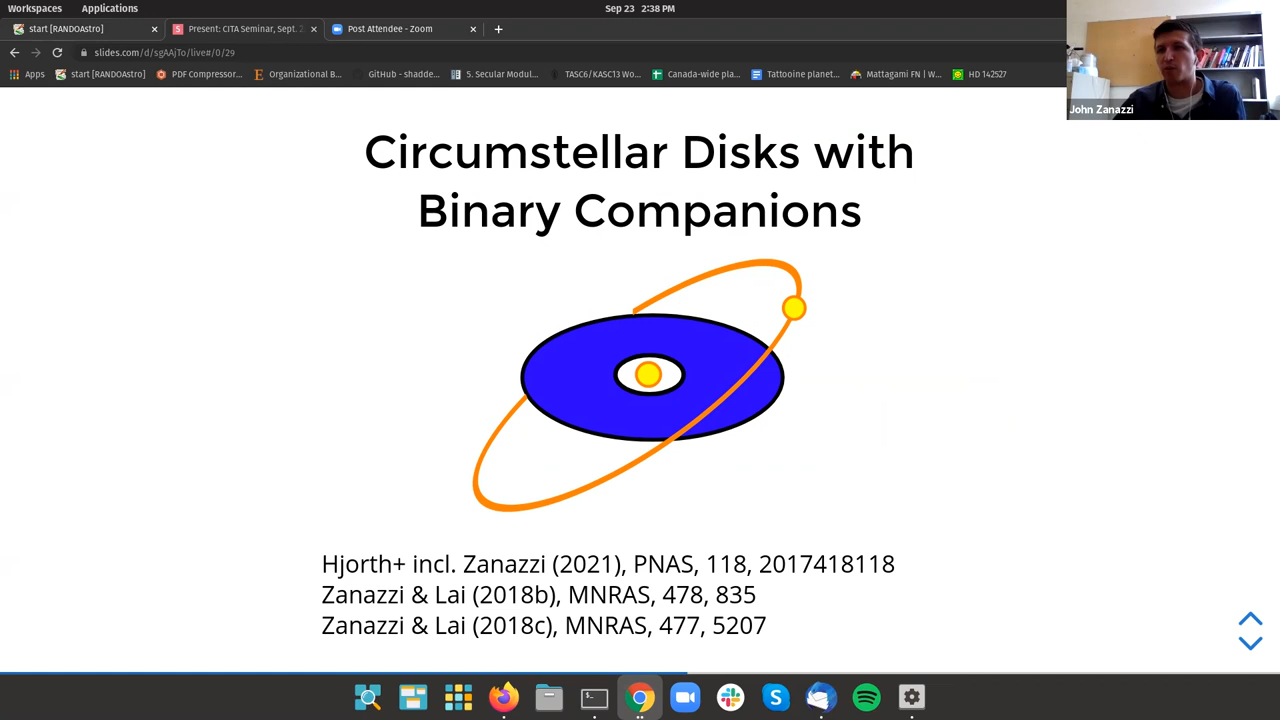 Workspaces Applications Sep 23 2:38 PM
start [RANDOAstro] Present: CITA Seminar, Sept. 2 Post Attendee - Zoom
slides.com/d/sgAAjTo/live#/0/29
Apps start [RANDOAstro] PDF Compressor... Organizational B... GitHub - shadde... 5. Secular Modul... TASC6/KASC13 Wo... Canada-wide pla... Tattooine planet... Mattagami FN | W... HD 142527
John Zanazzi
Circumstellar Disks with
Binary Companions
Hjorth+ incl. Zanazzi (2021), PNAS, 118, 2017418118
Zanazzi & Lai (2018b), MNRAS, 478, 835
Zanazzi & Lai (2018c), MNRAS, 477, 5207